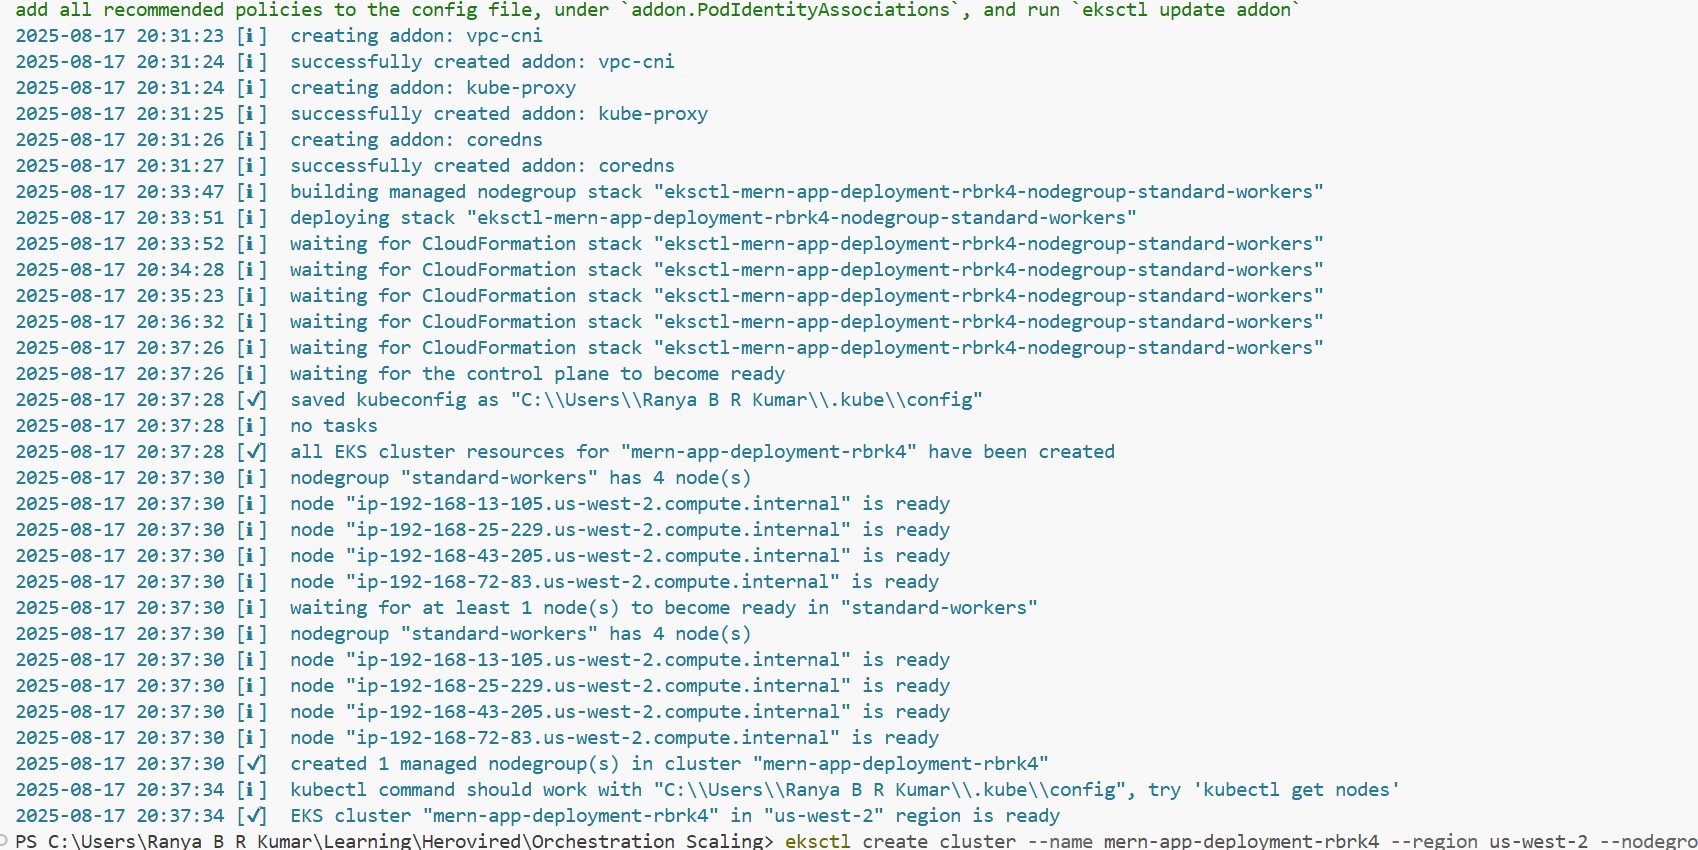 add all recommended policies to the config file, under `addon.PodIdentityAssociations`, and run `eksctl update addon`
2025-08-17 20:31:23 [ℹ]  creating addon: vpc-cni
2025-08-17 20:31:24 [ℹ]  successfully created addon: vpc-cni
2025-08-17 20:31:24 [ℹ]  creating addon: kube-proxy
2025-08-17 20:31:25 [ℹ]  successfully created addon: kube-proxy
2025-08-17 20:31:26 [ℹ]  creating addon: coredns
2025-08-17 20:31:27 [ℹ]  successfully created addon: coredns
2025-08-17 20:33:47 [ℹ]  building managed nodegroup stack "eksctl-mern-app-deployment-rbrk4-nodegroup-standard-workers"
2025-08-17 20:33:51 [ℹ]  deploying stack "eksctl-mern-app-deployment-rbrk4-nodegroup-standard-workers"
2025-08-17 20:33:52 [ℹ]  waiting for CloudFormation stack "eksctl-mern-app-deployment-rbrk4-nodegroup-standard-workers"
2025-08-17 20:34:28 [ℹ]  waiting for CloudFormation stack "eksctl-mern-app-deployment-rbrk4-nodegroup-standard-workers"
2025-08-17 20:35:23 [ℹ]  waiting for CloudFormation stack "eksctl-mern-app-deployment-rbrk4-nodegroup-standard-workers"
2025-08-17 20:36:32 [ℹ]  waiting for CloudFormation stack "eksctl-mern-app-deployment-rbrk4-nodegroup-standard-workers"
2025-08-17 20:37:26 [ℹ]  waiting for CloudFormation stack "eksctl-mern-app-deployment-rbrk4-nodegroup-standard-workers"
2025-08-17 20:37:26 [ℹ]  waiting for the control plane to become ready
2025-08-17 20:37:28 [✔]  saved kubeconfig as "C:\\Users\\Ranya B R Kumar\\.kube\\config"
2025-08-17 20:37:28 [ℹ]  no tasks
2025-08-17 20:37:28 [✔]  all EKS cluster resources for "mern-app-deployment-rbrk4" have been created
2025-08-17 20:37:30 [ℹ]  nodegroup "standard-workers" has 4 node(s)
2025-08-17 20:37:30 [ℹ]  node "ip-192-168-13-105.us-west-2.compute.internal" is ready
2025-08-17 20:37:30 [ℹ]  node "ip-192-168-25-229.us-west-2.compute.internal" is ready
2025-08-17 20:37:30 [ℹ]  node "ip-192-168-43-205.us-west-2.compute.internal" is ready
2025-08-17 20:37:30 [ℹ]  node "ip-192-168-72-83.us-west-2.compute.internal" is ready
2025-08-17 20:37:30 [ℹ]  waiting for at least 1 node(s) to become ready in "standard-workers"
2025-08-17 20:37:30 [ℹ]  nodegroup "standard-workers" has 4 node(s)
2025-08-17 20:37:30 [ℹ]  node "ip-192-168-13-105.us-west-2.compute.internal" is ready
2025-08-17 20:37:30 [ℹ]  node "ip-192-168-25-229.us-west-2.compute.internal" is ready
2025-08-17 20:37:30 [ℹ]  node "ip-192-168-43-205.us-west-2.compute.internal" is ready
2025-08-17 20:37:30 [ℹ]  node "ip-192-168-72-83.us-west-2.compute.internal" is ready
2025-08-17 20:37:30 [✔]  created 1 managed nodegroup(s) in cluster "mern-app-deployment-rbrk4"
2025-08-17 20:37:34 [ℹ]  kubectl command should work with "C:\\Users\\Ranya B R Kumar\\.kube\\config", try 'kubectl get nodes'
2025-08-17 20:37:34 [✔]  EKS cluster "mern-app-deployment-rbrk4" in "us-west-2" region is ready
PS C:\Users\Ranya B R Kumar\Learning\Herovired\Orchestration Scaling> eksctl create cluster --name mern-app-deployment-rbrk4 --region us-west-2 --nodegro